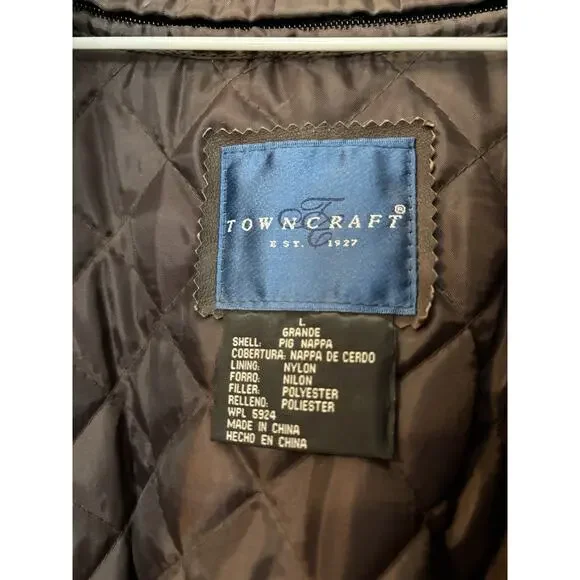 TOWNCRAFT®
EST. 1927
L
GRANDE
SHELL: PIG NAPPA
COBERTURA: NAPPA DE CERDO
LINING: NYLON
FORRO: NILON
FILLER: POLYESTER
RELLENO: POLIESTER
WPL 5924
MADE IN CHINA
HECHO EN CHINA